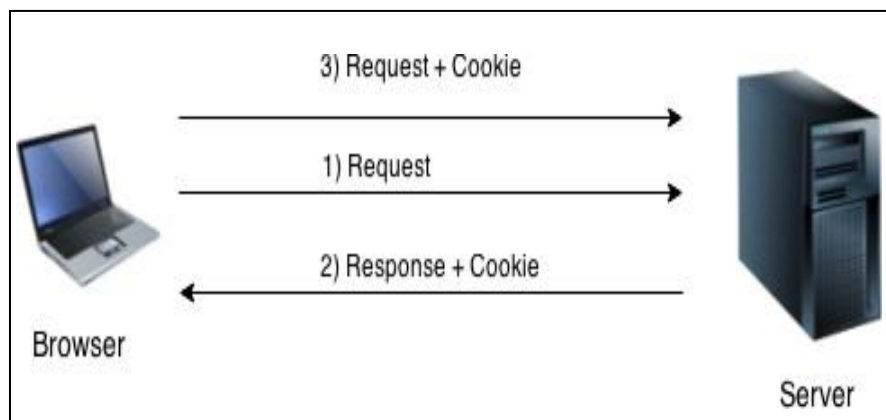 3) Request + Cookie
1) Request
2) Response + Cookie
Browser
Server